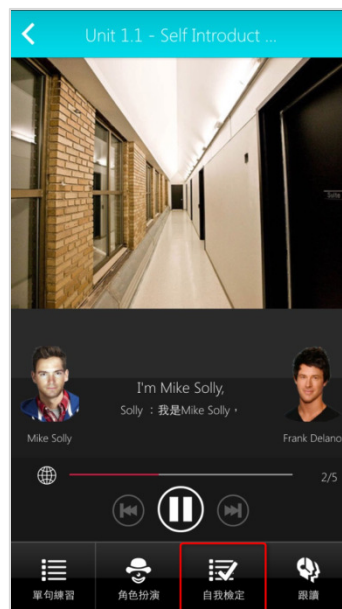 Unit 1.1 - Self Introduct ...
I'm Mike Solly,
Solly ：我是Mike Solly，
Mike Solly
Frank Delano
2/5
單句練習
角色扮演
自我檢定
跟讀